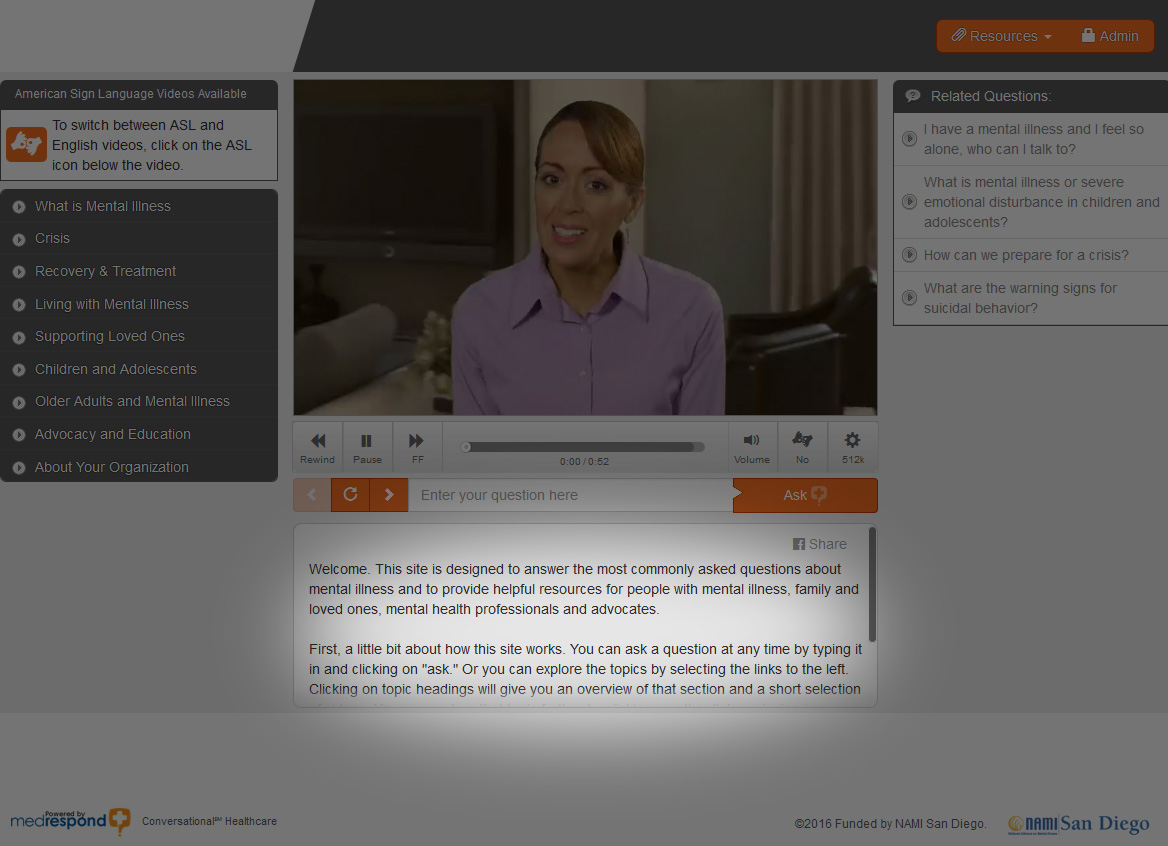 Resources
Admin
American Sign Language Videos Available
To switch between ASL and
English videos, click on the ASL
icon below the video.
What is Mental Illness
Crisis
Recovery & Treatment
Living with Mental Illness
Supporting Loved Ones
Children and Adolescents
Older Adults and Mental Illness
Advocacy and Education
About Your Organization
Related Questions:
I have a mental illness and I feel so
alone, who can I talk to?
What is mental illness or severe
emotional disturbance in children and
adolescents?
How can we prepare for a crisis?
What are the warning signs for
suicidal behavior?
Rewind
Pause
FF
0:00 / 0:52
Volume
No
512k
Enter your question here
Ask
Share
Welcome. This site is designed to answer the most commonly asked questions about
mental illness and to provide helpful resources for people with mental illness, family and
loved ones, mental health professionals and advocates.
First, a little bit about how this site works. You can ask a question at any time by typing it
in and clicking on "ask." Or you can explore the topics by selecting the links to the left.
Clicking on topic headings will give you an overview of that section and a short selection
Powered by
medrespond
Conversational℠ Healthcare
©2016 Funded by NAMI San Diego.
NAMI San Diego